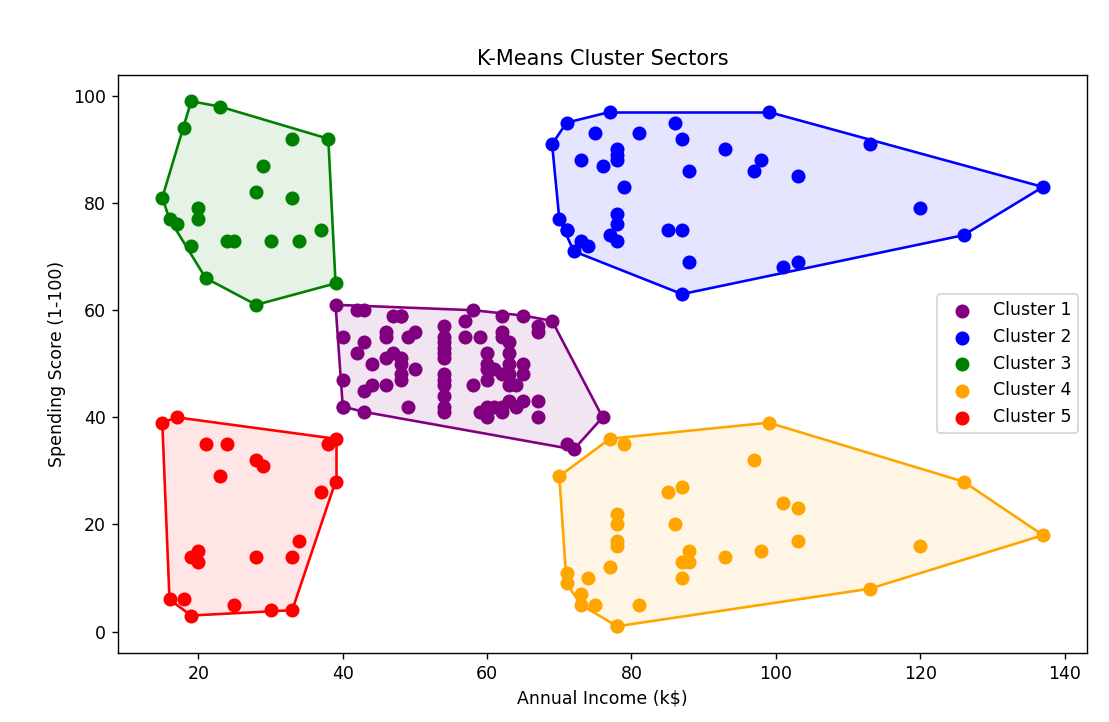 K-Means Cluster Sectors
100
80
60
40
20
0
Spending Score (1-100)
Cluster 1
Cluster 2
Cluster 3
Cluster 4
Cluster 5
20 40 60 80 100 120 140
Annual Income (k$)